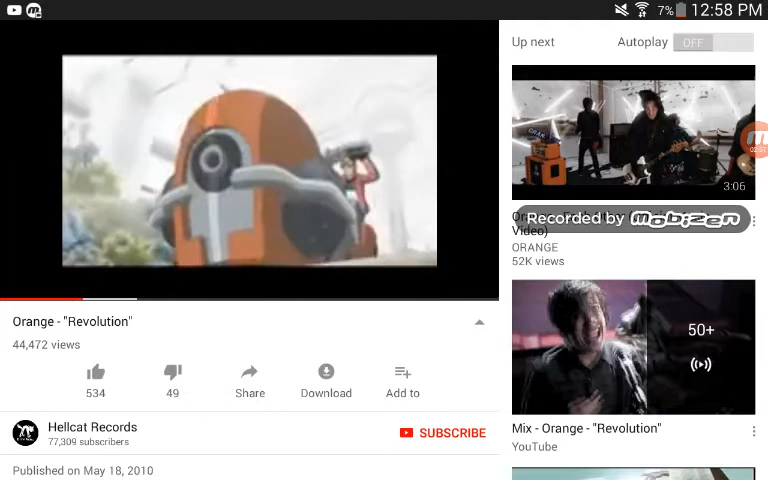 7% 12:58 PM
Up next
Autoplay OFF
3:06
02:51
Recorded by Mobizen
Video)
ORANGE
52K views
Orange - "Revolution"
44,472 views
534
49
Share
Download
Add to
50+
Hellcat Records
77,309 subscribers
SUBSCRIBE
Mix - Orange - "Revolution"
YouTube
Published on May 18, 2010